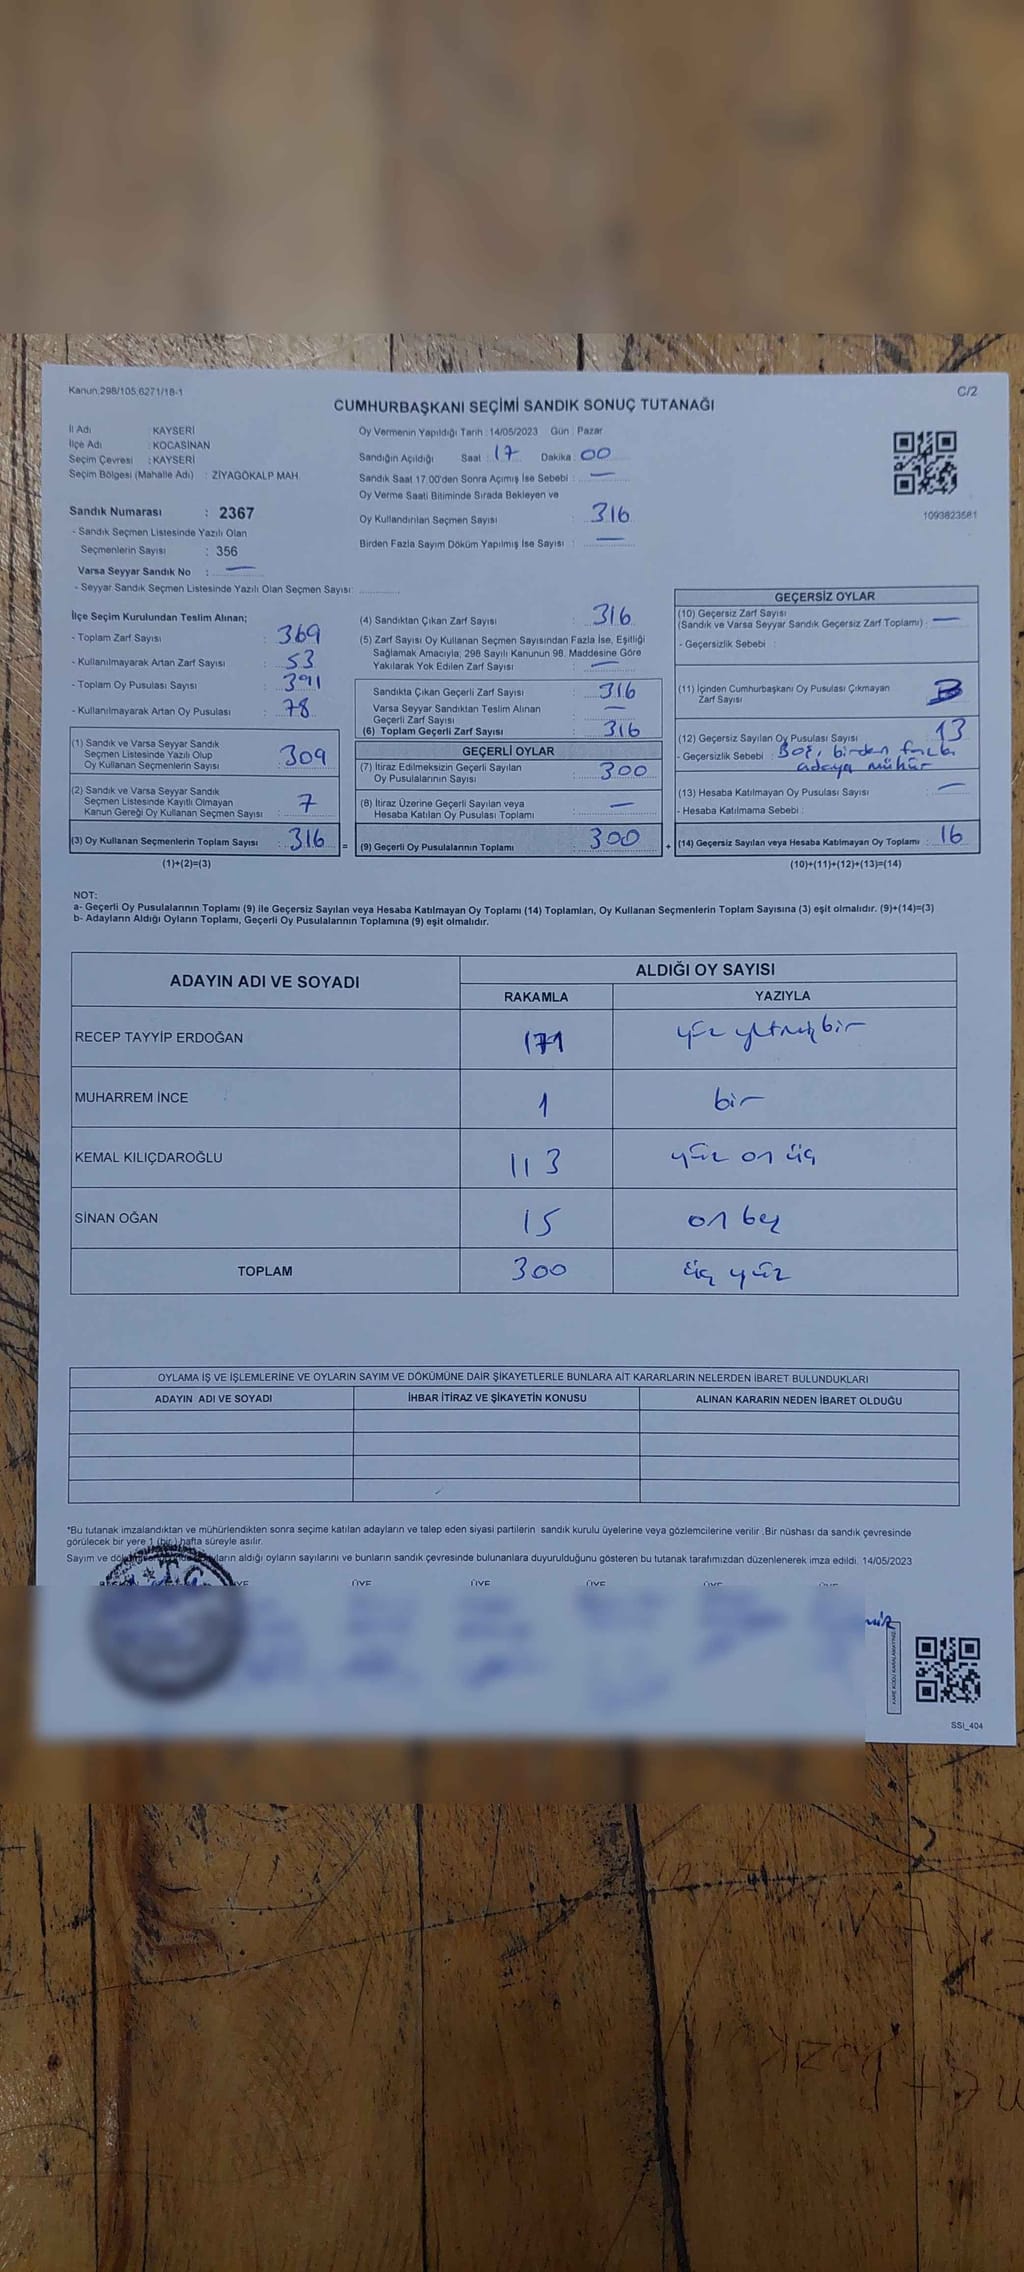 Kanun:298/105,6271/18-1
C/2
CUMHURBAŞKANI SEÇİMİ SANDIK SONUÇ TUTANAĞI
İl Adı : KAYSERİ
İlçe Adı : KOCASİNAN
Seçim Çevresi : KAYSERİ
Seçim Bölgesi (Mahalle Adı) : ZİYAGÖKALP MAH.
Sandık Numarası : 2367
- Sandık Seçmen Listesinde Yazılı Olan
Seçmenlerin Sayısı : 356
Varsa Seyyar Sandık No : —
- Seyyar Sandık Seçmen Listesinde Yazılı Olan Seçmen Sayısı: ............
Oy Vermenin Yapıldığı Tarih : 14/05/2023 Gün : Pazar
Sandığın Açıldığı Saat : 17 Dakika : 00
Sandık Saat 17.00'den Sonra Açımış İse Sebebi : —
Oy Verme Saati Bitiminde Sırada Bekleyen ve
Oy Kullandırılan Seçmen Sayısı : 316
Birden Fazla Sayım Döküm Yapılmış İse Sayısı : —
1093823581
İlçe Seçim Kurulundan Teslim Alınan;
- Toplam Zarf Sayısı : 369
- Kullanılmayarak Artan Zarf Sayısı : 53
- Toplam Oy Pusulası Sayısı : 391
- Kullanılmayarak Artan Oy Pusulası : 78
(1) Sandık ve Varsa Seyyar Sandık
Seçmen Listesinde Yazılı Olup
Oy Kullanan Seçmenlerin Sayısı : 309
(2) Sandık ve Varsa Seyyar Sandık
Seçmen Listesinde Kayıtlı Olmayan
Kanun Gereği Oy Kullanan Seçmen Sayısı : 7
(3) Oy Kullanan Seçmenlerin Toplam Sayısı : 316 =
(1)+(2)=(3)
(4) Sandıktan Çıkan Zarf Sayısı : 316
(5) Zarf Sayısı Oy Kullanan Seçmen Sayısından Fazla İse, Eşitliği
Sağlamak Amacıyla; 298 Sayılı Kanunun 98. Maddesine Göre
Yakılarak Yok Edilen Zarf Sayısı : —
Sandıkta Çıkan Geçerli Zarf Sayısı : 316
Varsa Seyyar Sandıktan Teslim Alınan
Geçerli Zarf Sayısı : —
(6) Toplam Geçerli Zarf Sayısı : 316
GEÇERLİ OYLAR
(7) İtiraz Edilmeksizin Geçerli Sayılan
Oy Pusulalarının Sayısı : 300
(8) İtiraz Üzerine Geçerli Sayılan veya
Hesaba Katılan Oy Pusulası Toplamı : —
(9) Geçerli Oy Pusulalarının Toplamı : 300 +
GEÇERSİZ OYLAR
(10) Geçersiz Zarf Sayısı
(Sandık ve Varsa Seyyar Sandık Geçersiz Zarf Toplamı) : —
- Geçersizlik Sebebi :
(11) İçinden Cumhurbaşkanı Oy Pusulası Çıkmayan
Zarf Sayısı :
(12) Geçersiz Sayılan Oy Pusulası Sayısı : 13
- Geçersizlik Sebebi : Boş, birden fazla
adaya mühür
(13) Hesaba Katılmayan Oy Pusulası Sayısı : —
- Hesaba Katılmama Sebebi :
(14) Geçersiz Sayılan veya Hesaba Katılmayan Oy Toplamı : 16
(10)+(11)+(12)+(13)=(14)
NOT:
a- Geçerli Oy Pusulalarının Toplamı (9) ile Geçersiz Sayılan veya Hesaba Katılmayan Oy Toplamı (14) Toplamları, Oy Kullanan Seçmenlerin Toplam Sayısına (3) eşit olmalıdır. (9)+(14)=(3)
b- Adayların Aldığı Oyların Toplamı, Geçerli Oy Pusulalarının Toplamına (9) eşit olmalıdır.
ADAYIN ADI VE SOYADI ALDIĞI OY SAYISI
RAKAMLA YAZIYLA
RECEP TAYYİP ERDOĞAN 171 yüz yetmiş bir
MUHARREM İNCE 1 bir
KEMAL KILIÇDAROĞLU 113 yüz on üç
SİNAN OĞAN 15 on beş
TOPLAM 300 üç yüz
OYLAMA İŞ VE İŞLEMLERİNE VE OYLARIN SAYIM VE DÖKÜMÜNE DAİR ŞİKAYETLERLE BUNLARA AİT KARARLARIN NELERDEN İBARET BULUNDUKLARI
ADAYIN ADI VE SOYADI İHBAR İTİRAZ VE ŞİKAYETİN KONUSU ALINAN KARARIN NEDEN İBARET OLDUĞU
*Bu tutanak imzalandıktan ve mühürlendikten sonra seçime katılan adayların ve talep eden siyasi partilerin sandık kurulu üyelerine veya gözlemcilerine verilir .Bir nüshası da sandık çevresinde
görülecek bir yere 1 (bir) hafta süreyle asılır.
Sayım ve aldığı oyların sayılarını ve bunların sandık çevresinde bulunanlara duyurulduğunu gösteren bu tutanak tarafımızdan düzenlenerek imza edildi. 14/05/2023
T.C.
ÜYE ÜYE ÜYE ÜYE ÜYE
SSI_404